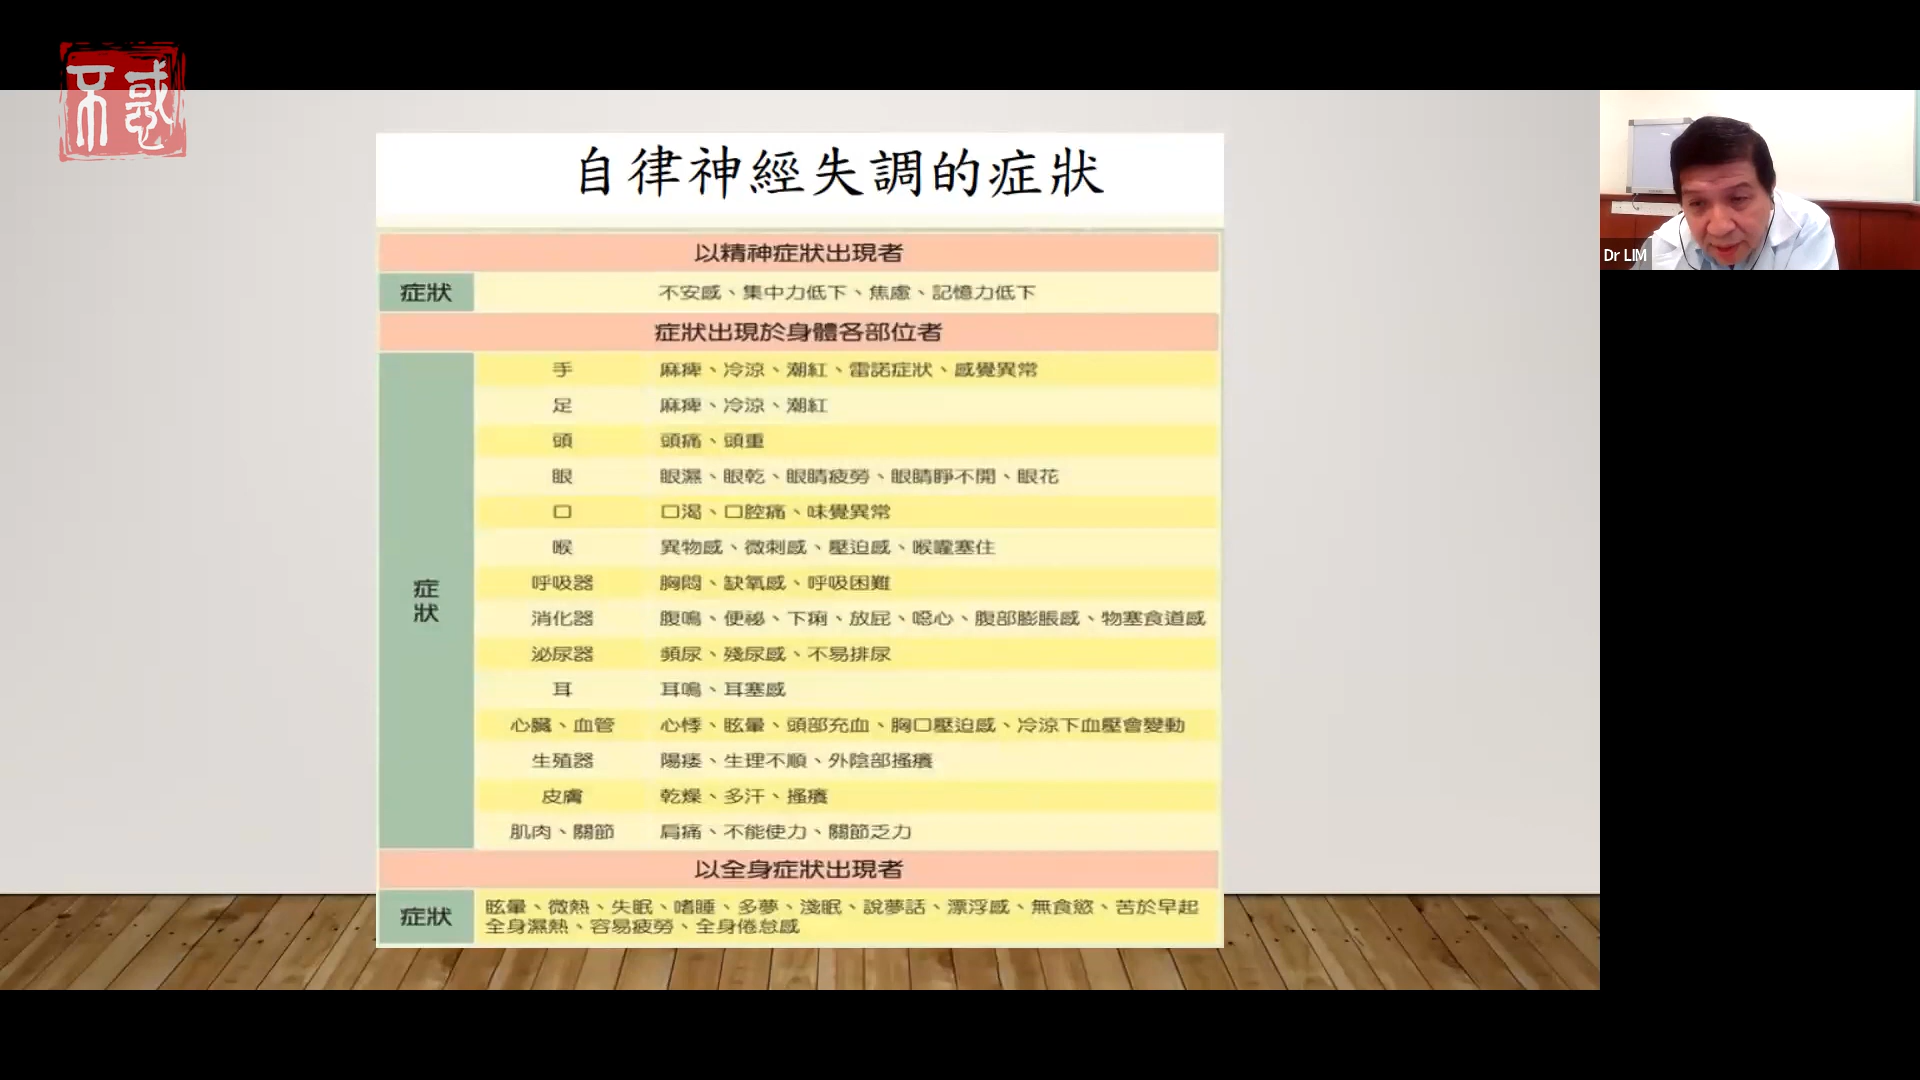 不惑
自律神經失調的症狀
以精神症狀出現者
症狀 不安感、集中力低下、焦慮、記憶力低下
症狀出現於身體各部位者
症狀
手 麻痺、冷涼、潮紅、雷諾症狀、感覺異常
足 麻痺、冷涼、潮紅
頭 頭痛、頭重
眼 眼濕、眼乾、眼睛疲勞、眼睛睜不開、眼花
口 口渴、口腔痛、味覺異常
喉 異物感、微刺感、壓迫感、喉嚨塞住
呼吸器 胸悶、缺氧感、呼吸困難
消化器 腹鳴、便祕、下痢、放屁、噁心、腹部膨脹感、物塞食道感
泌尿器 頻尿、殘尿感、不易排尿
耳 耳鳴、耳塞感
心臟、血管 心悸、眩暈、頭部充血、胸口壓迫感、冷涼下血壓會變動
生殖器 陽痿、生理不順、外陰部搔癢
皮膚 乾燥、多汗、搔癢
肌肉、關節 肩痛、不能使力、關節乏力
以全身症狀出現者
症狀 眩暈、微熱、失眠、嗜睡、多夢、淺眠、說夢話、漂浮感、無食慾、苦於早起
全身濕熱、容易疲勞、全身倦怠感
Dr LIM